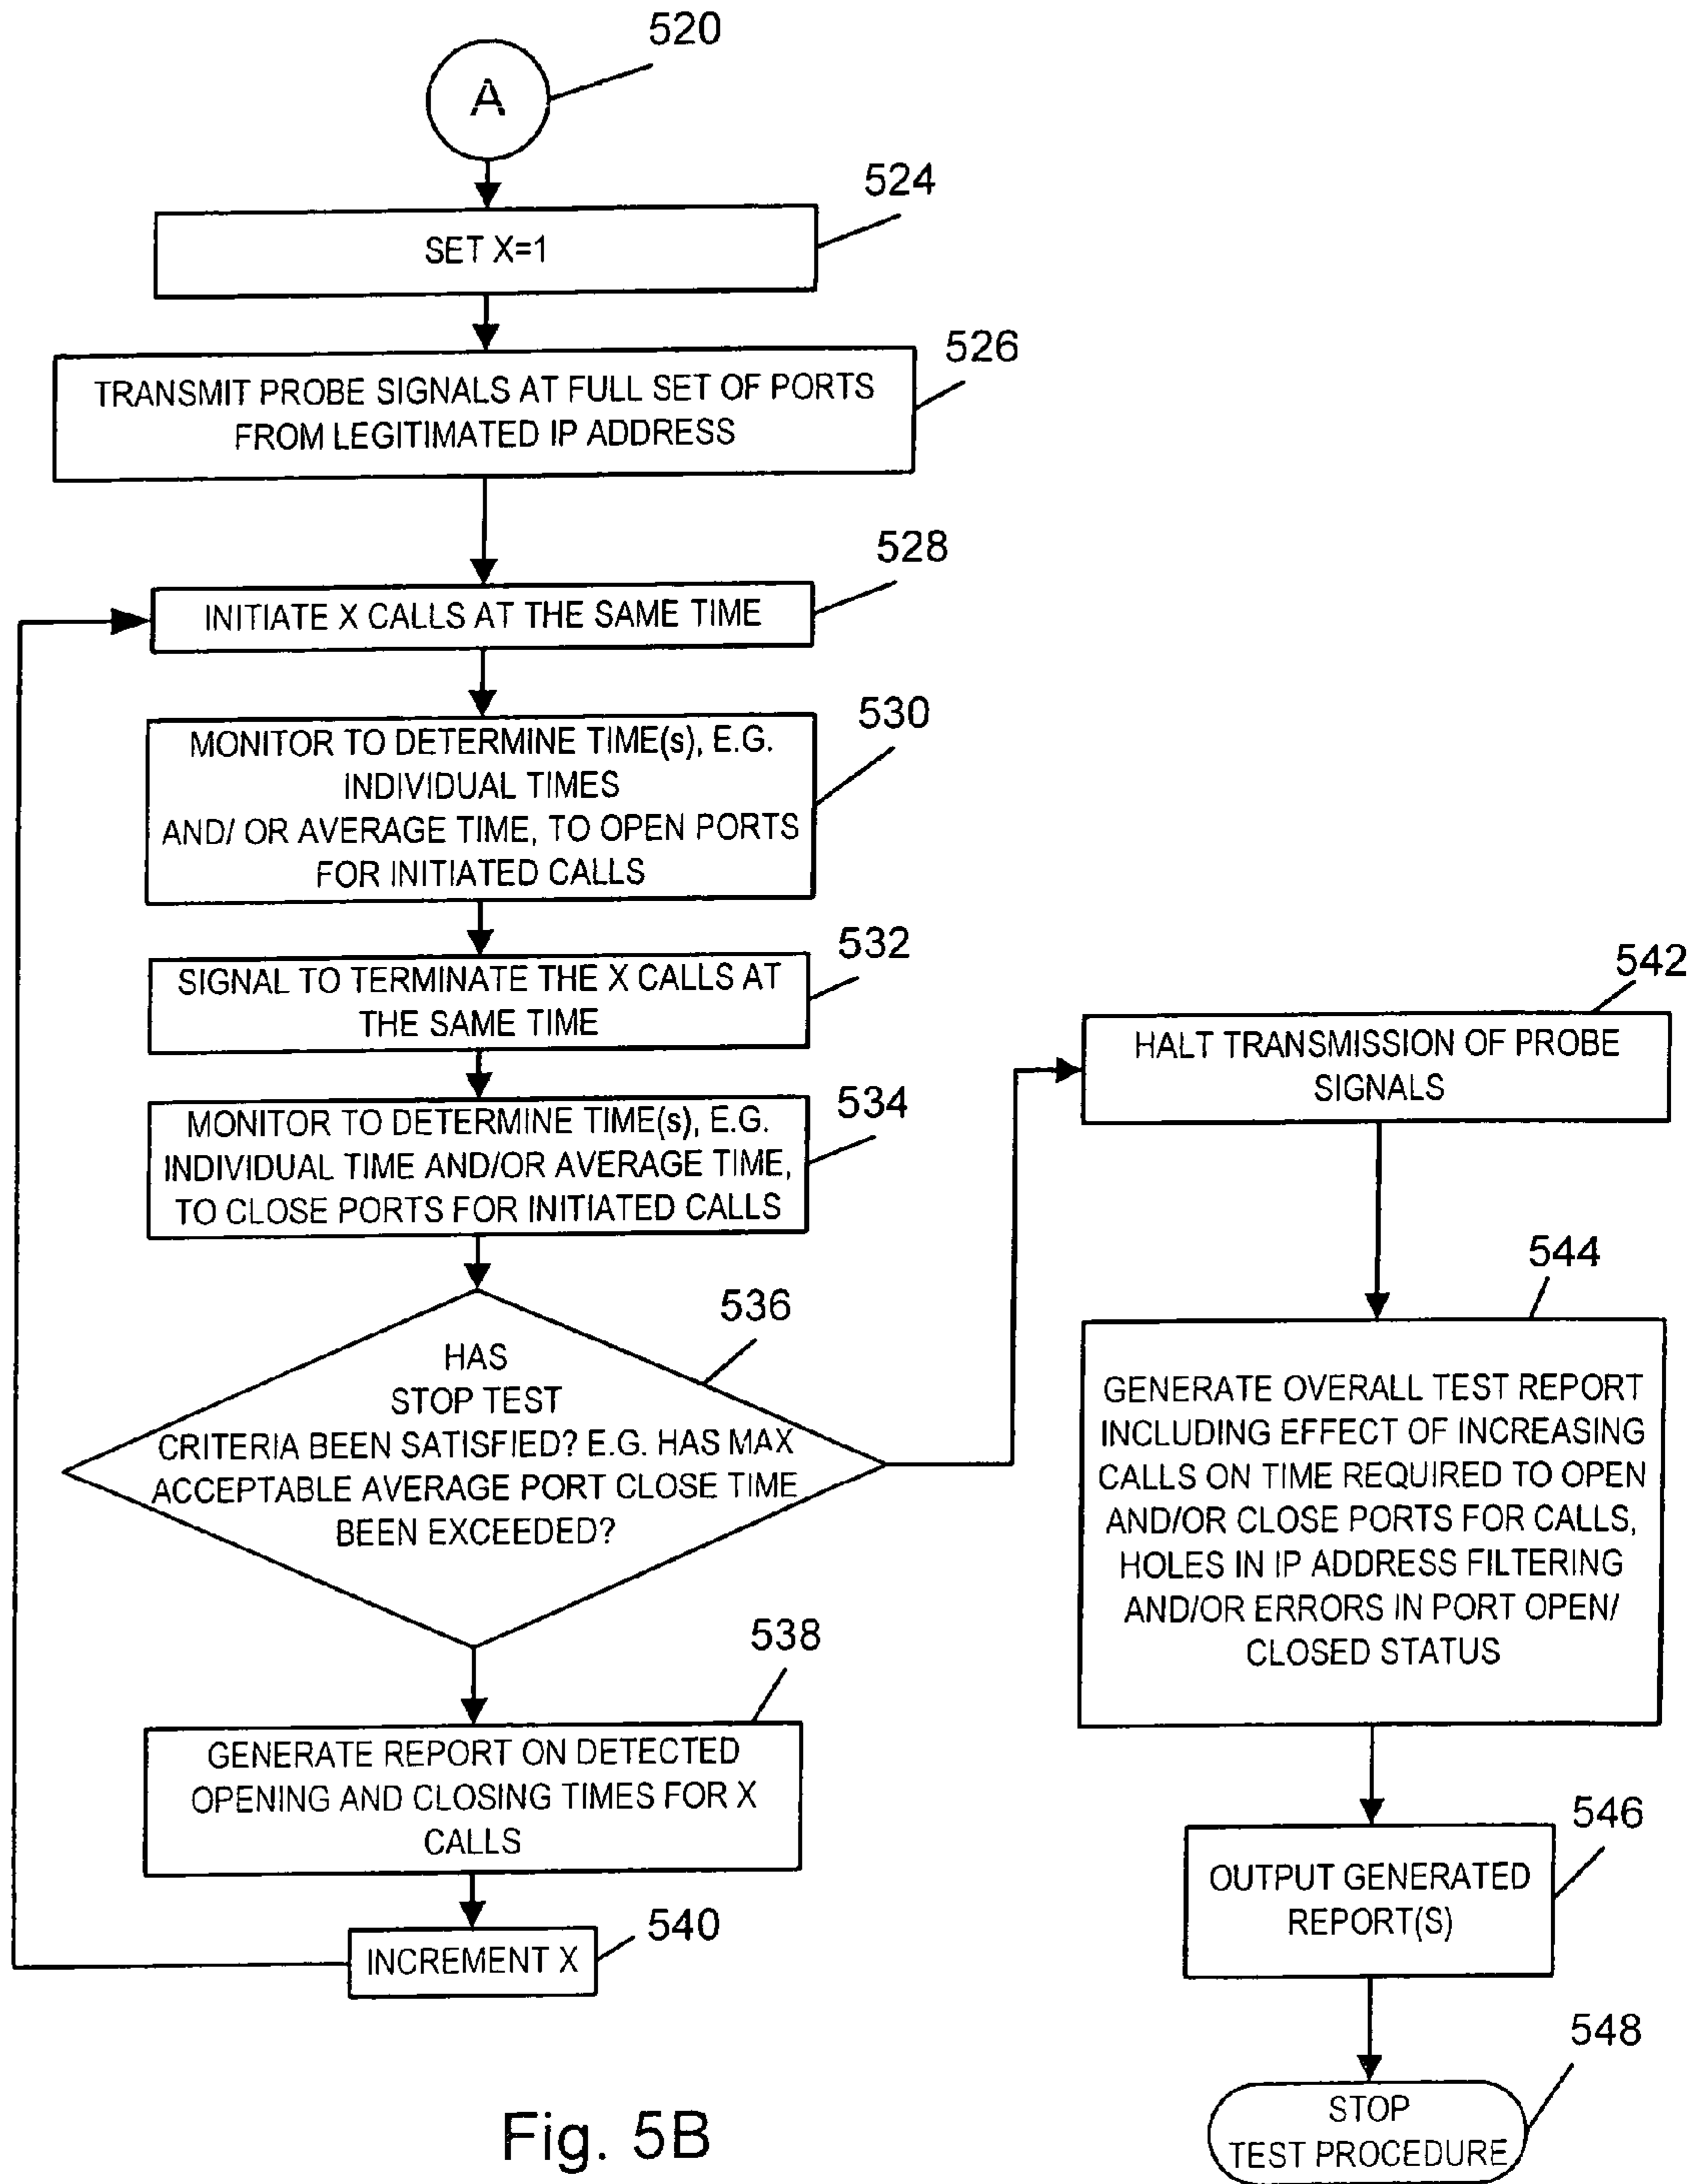 520
A
524
SET X=1
526
TRANSMIT PROBE SIGNALS AT FULL SET OF PORTS
FROM LEGITIMATED IP ADDRESS
528
INITIATE X CALLS AT THE SAME TIME
530
MONITOR TO DETERMINE TIME(s), E.G.
INDIVIDUAL TIMES
AND/ OR AVERAGE TIME, TO OPEN PORTS
FOR INITIATED CALLS
532
SIGNAL TO TERMINATE THE X CALLS AT
THE SAME TIME
534
MONITOR TO DETERMINE TIME(s), E.G.
INDIVIDUAL TIME AND/OR AVERAGE TIME,
TO CLOSE PORTS FOR INITIATED CALLS
536
HAS
STOP TEST
CRITERIA BEEN SATISFIED? E.G. HAS MAX
ACCEPTABLE AVERAGE PORT CLOSE TIME
BEEN EXCEEDED?
538
GENERATE REPORT ON DETECTED
OPENING AND CLOSING TIMES FOR X
CALLS
540
INCREMENT X
542
HALT TRANSMISSION OF PROBE
SIGNALS
544
GENERATE OVERALL TEST REPORT
INCLUDING EFFECT OF INCREASING
CALLS ON TIME REQUIRED TO OPEN
AND/OR CLOSE PORTS FOR CALLS,
HOLES IN IP ADDRESS FILTERING
AND/OR ERRORS IN PORT OPEN/
CLOSED STATUS
546
OUTPUT GENERATED
REPORT(S)
548
STOP
TEST PROCEDURE
Fig. 5B